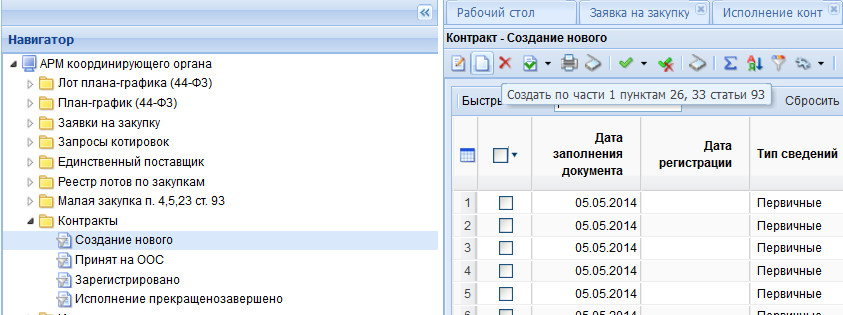 Навигатор
АРМ координирующего органа
Лот плана-графика (44-ФЗ)
План-график (44-ФЗ)
Заявки на закупку
Запросы котировок
Единственный поставщик
Реестр лотов по закупкам
Малая закупка п. 4,5,23 ст. 93
Контракты
Создание нового
Принят на ООС
Зарегистрировано
Исполнение прекращенозавершено
Рабочий стол
Заявка на закупку
Исполнение конт
Контракт - Создание нового
Создать по части 1 пунктам 26, 33 статьи 93
Быстры
Сбросить
Дата заполнения документа
Дата регистрации
Тип сведений
1 05.05.2014 Первичные
2 05.05.2014 Первичные
3 05.05.2014 Первичные
4 05.05.2014 Первичные
5 05.05.2014 Первичные